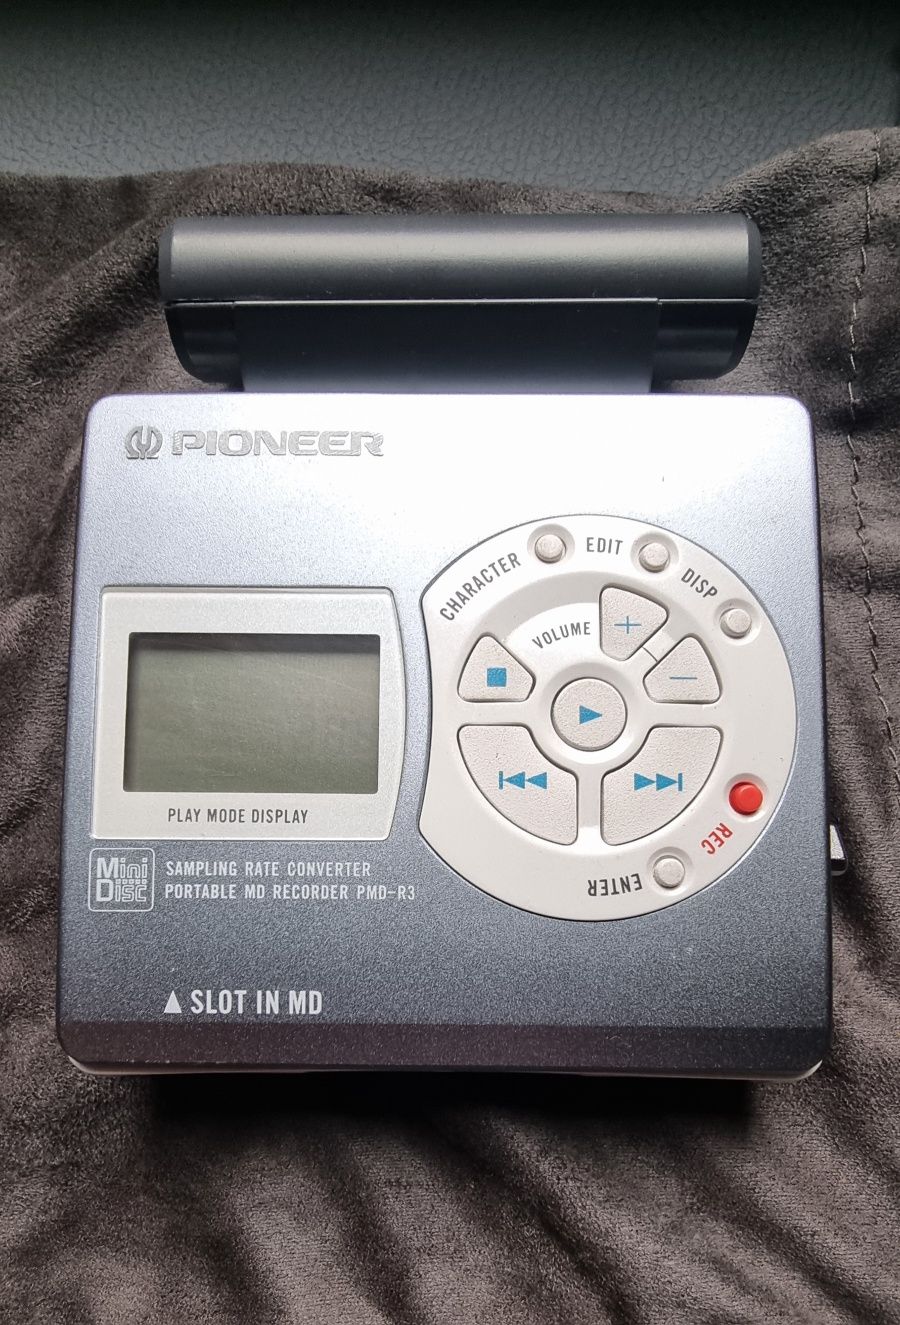 PIONEER
CHARACTER
EDIT
DISP
VOLUME
+
−
REC
ENTER
PLAY MODE DISPLAY
Mini
Disc
SAMPLING RATE CONVERTER
PORTABLE MD RECORDER PMD-R3
▲ SLOT IN MD